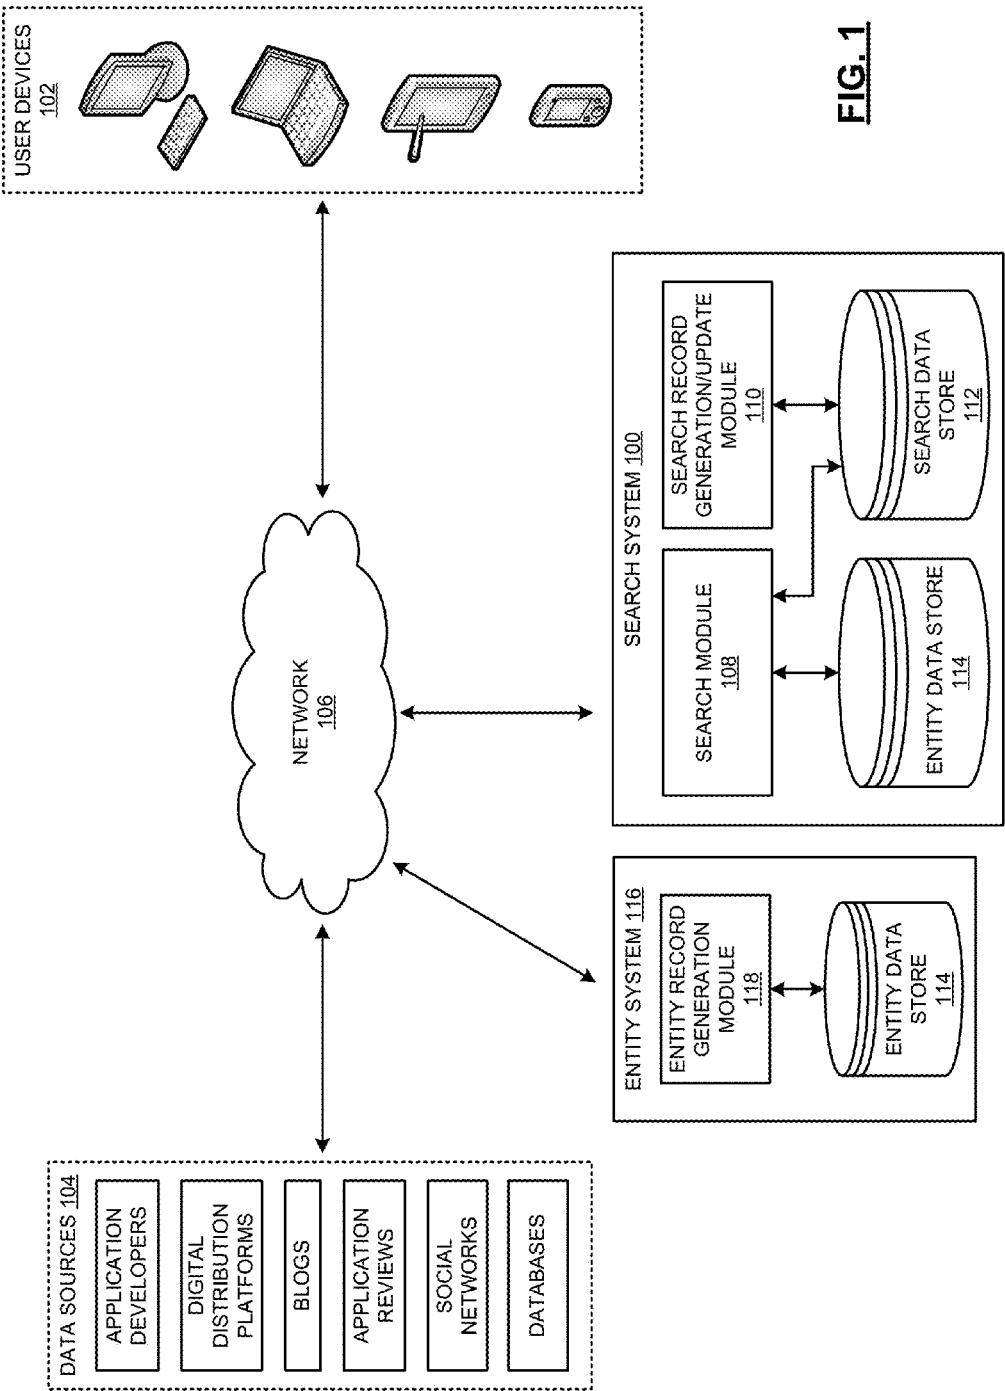 DATA SOURCES 104
APPLICATION
DEVELOPERS
DIGITAL
DISTRIBUTION
PLATFORMS
BLOGS
APPLICATION
REVIEWS
SOCIAL
NETWORKS
DATABASES
NETWORK
106
USER DEVICES
102
ENTITY SYSTEM 116
ENTITY RECORD
GENERATION
MODULE
118
ENTITY DATA
STORE
114
SEARCH SYSTEM 100
SEARCH MODULE
108
SEARCH RECORD
GENERATION/UPDATE
MODULE
110
ENTITY DATA STORE
114
SEARCH DATA
STORE
112
FIG. 1